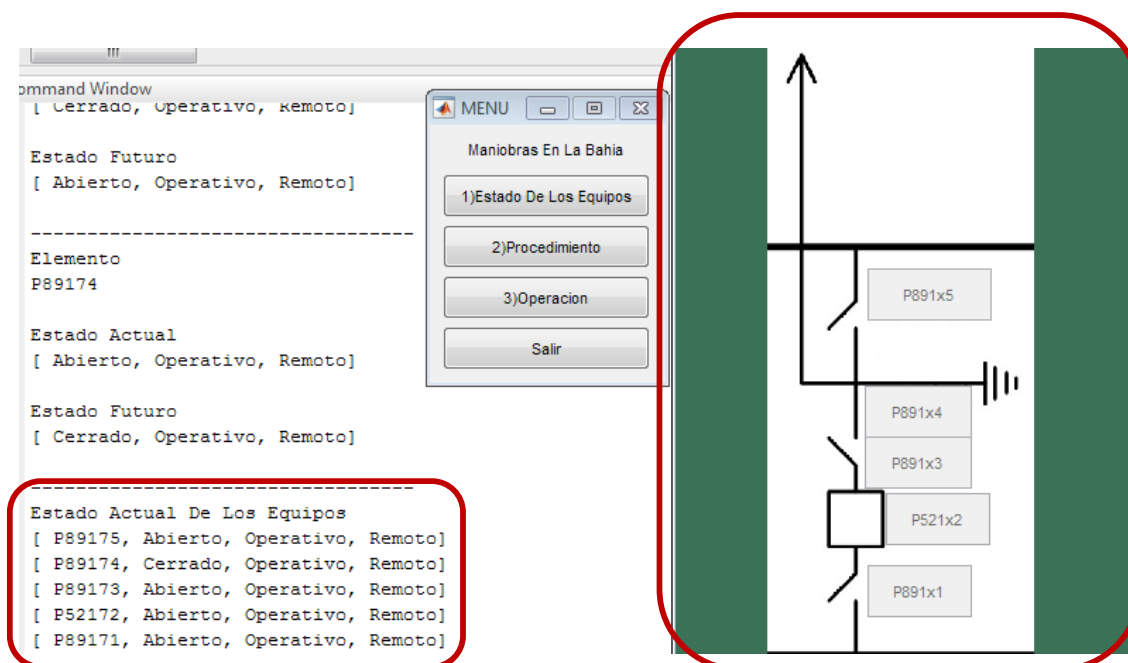 ommand Window
[ Cerrado, Operativo, Remoto]
Estado Futuro
[ Abierto, Operativo, Remoto]
----------------------------------
Elemento
P89174
Estado Actual
[ Abierto, Operativo, Remoto]
Estado Futuro
[ Cerrado, Operativo, Remoto]
----------------------------------
Estado Actual De Los Equipos
[ P89175, Abierto, Operativo, Remoto]
[ P89174, Cerrado, Operativo, Remoto]
[ P89173, Abierto, Operativo, Remoto]
[ P52172, Abierto, Operativo, Remoto]
[ P89171, Abierto, Operativo, Remoto]
MENU
Maniobras En La Bahia
1)Estado De Los Equipos
2)Procedimiento
3)Operacion
Salir
P891x5
P891x4
P891x3
P521x2
P891x1